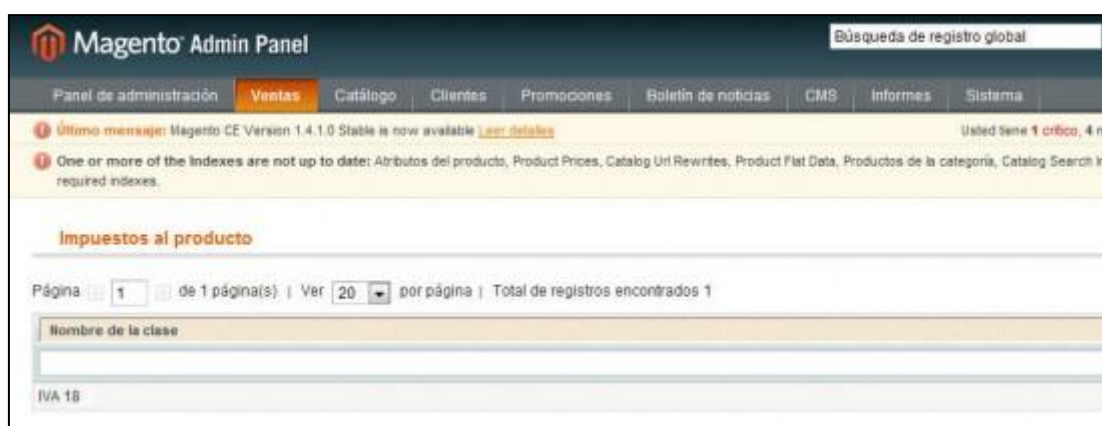 Magento Admin Panel
Búsqueda de registro global
Panel de administración Ventas Catálogo Clientes Promociones Boletín de noticias CMS Informes Sistema
Último mensaje: Magento CE Version 1.4.1.0 Stable is now available Leer detalles Usted tiene 1 crítico, 4
One or more of the Indexes are not up to date: Atributos del producto, Product Prices, Catalog Url Rewrites, Product Flat Data, Productos de la categoría, Catalog Search
required indexes.
Impuestos al producto
Página 1 de 1 página(s) | Ver 20 por página | Total de registros encontrados 1
Nombre de la clase
IVA 18